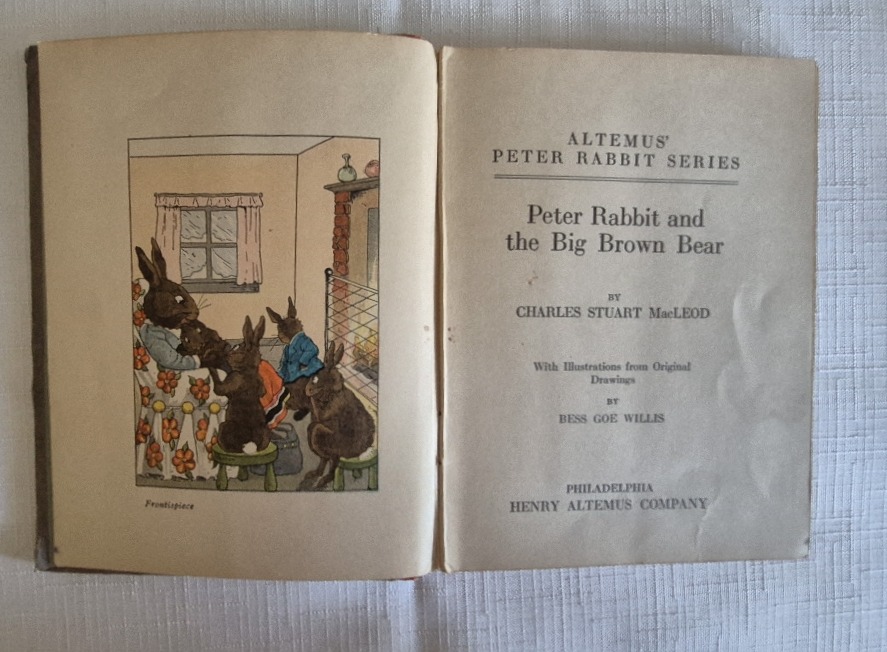 Frontispiece
ALTEMUS'
PETER RABBIT SERIES
Peter Rabbit and
the Big Brown Bear
BY
CHARLES STUART MacLEOD
With Illustrations from Original
Drawings
BY
BESS GOE WILLIS
PHILADELPHIA
HENRY ALTEMUS COMPANY